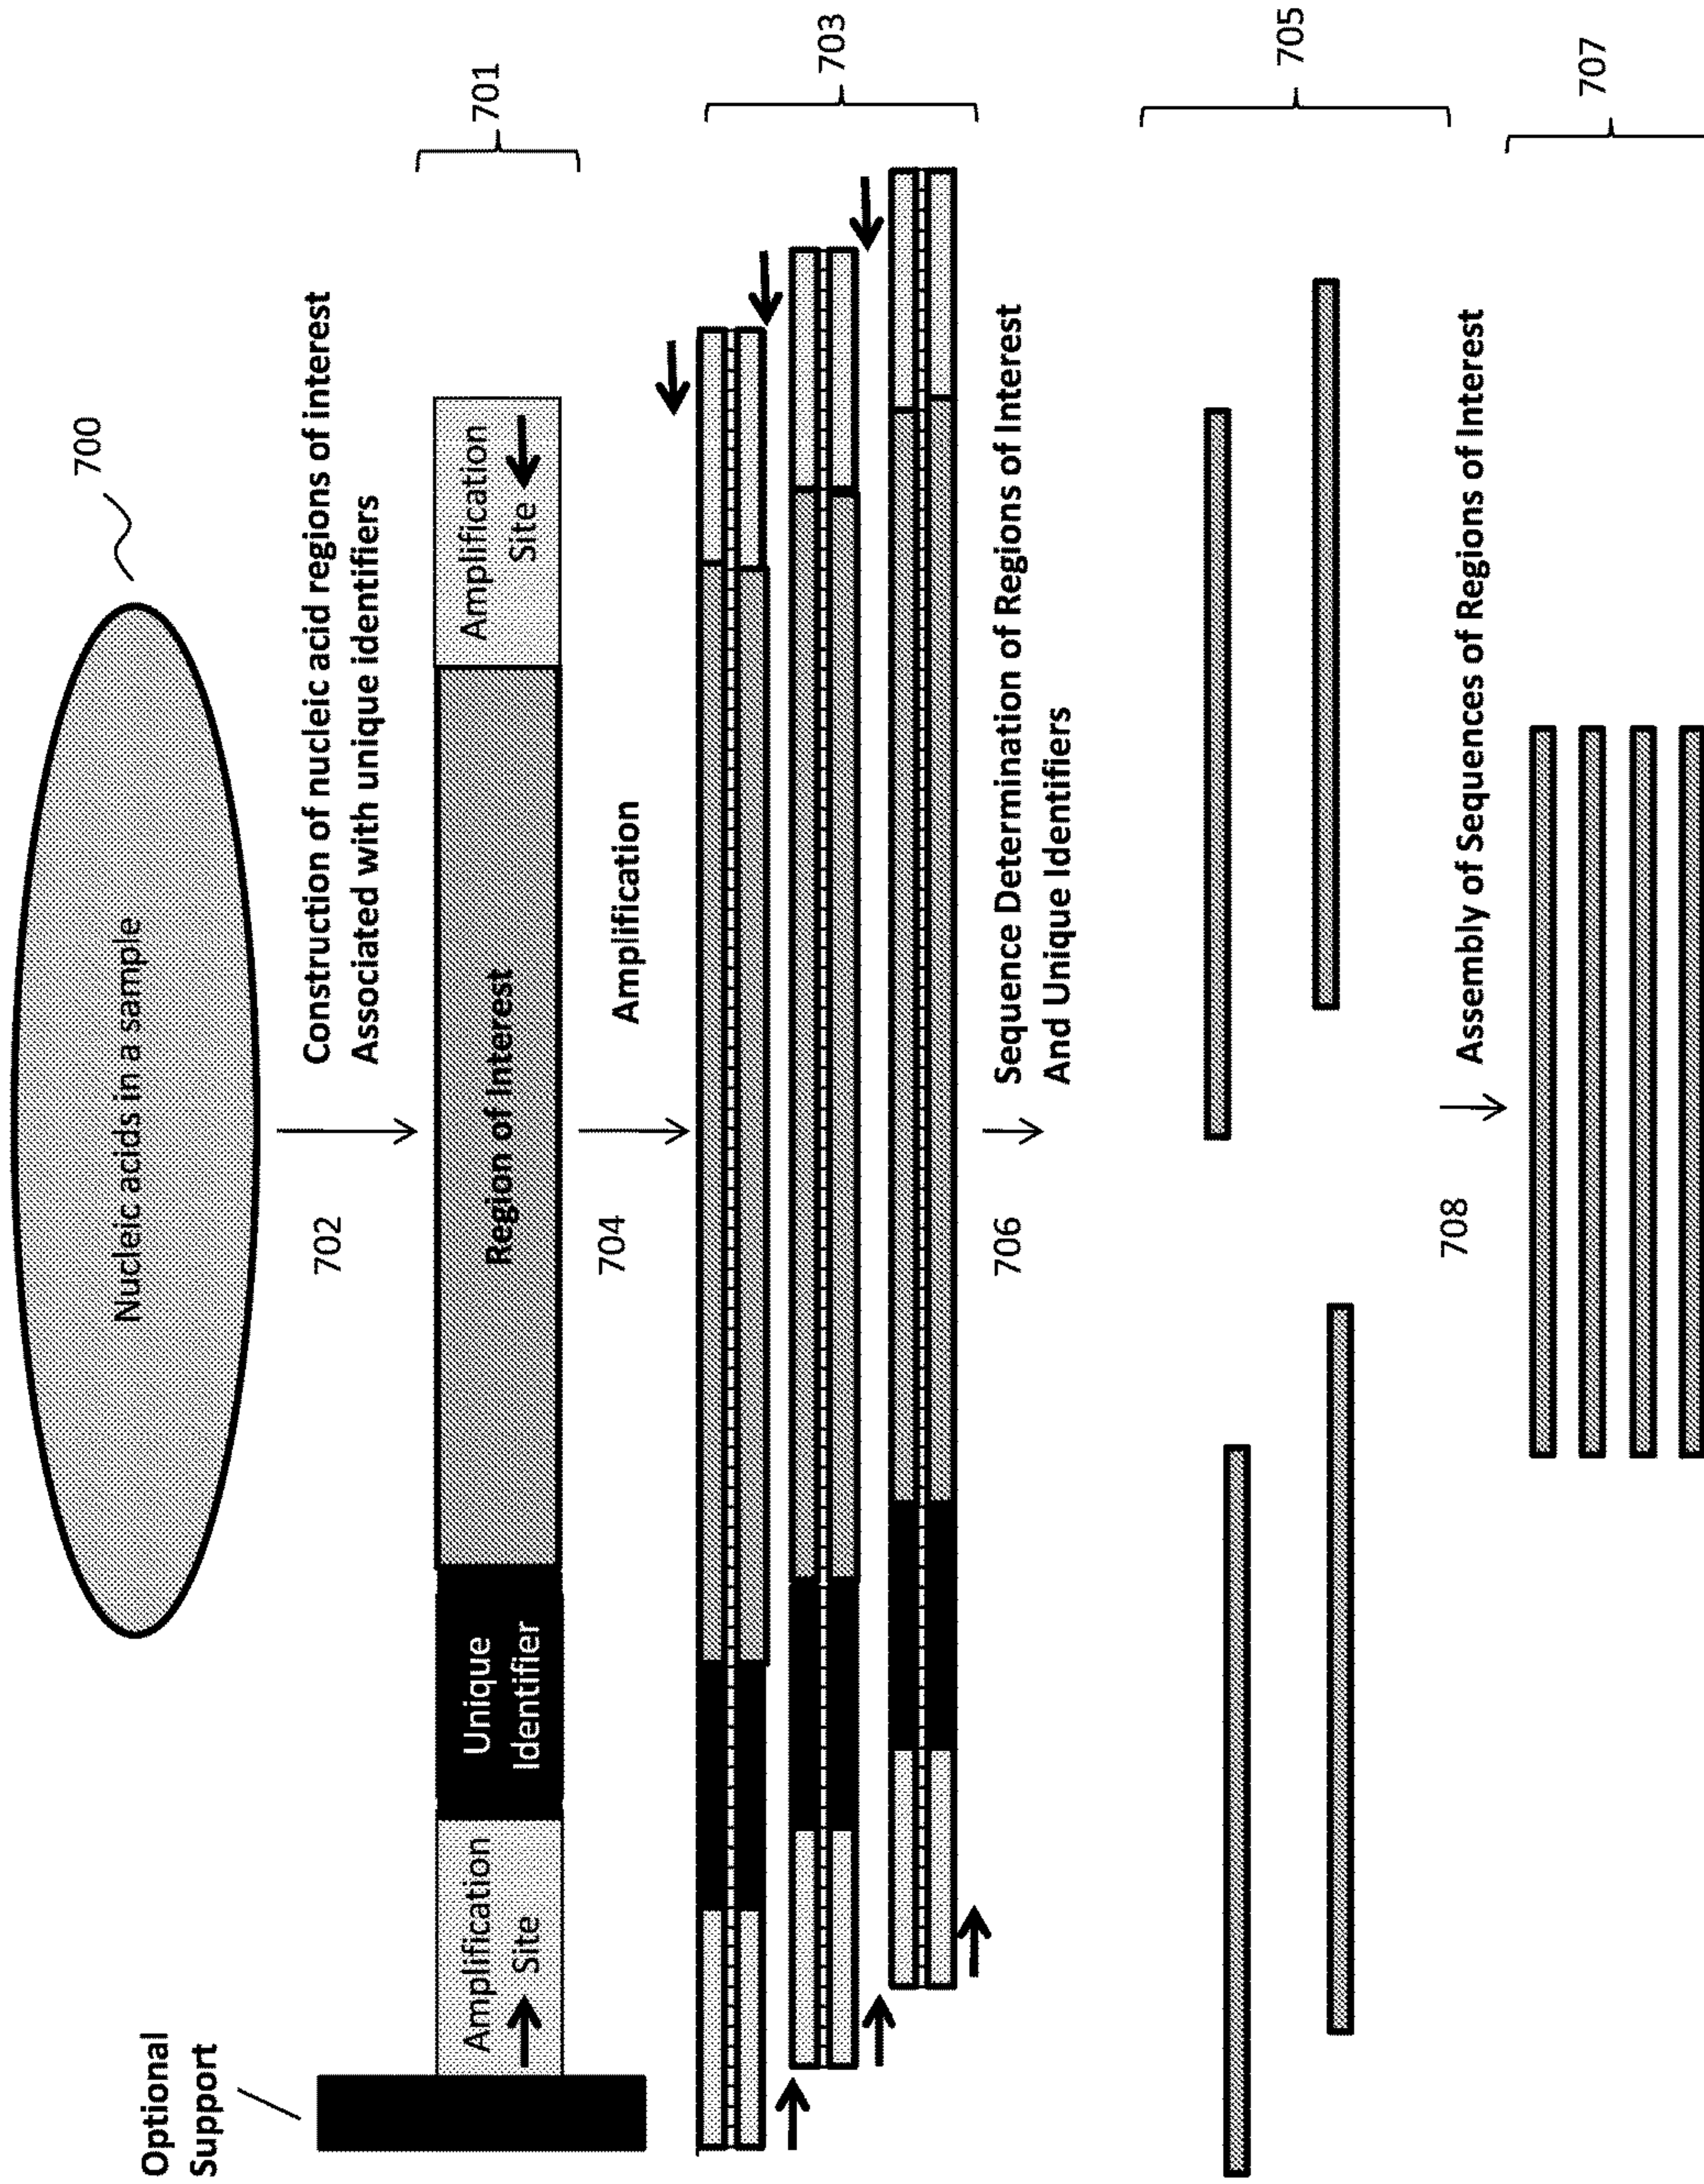 700
Nucleic acids in a sample
702
Construction of nucleic acid regions of interest
Associated with unique identifiers
Optional
Support
Amplification
Site
Unique
Identifier
Region of Interest
Amplification
Site
701
704
Amplification
703
706
Sequence Determination of Regions of Interest
And Unique Identifiers
705
708
Assembly of Sequences of Regions of Interest
707